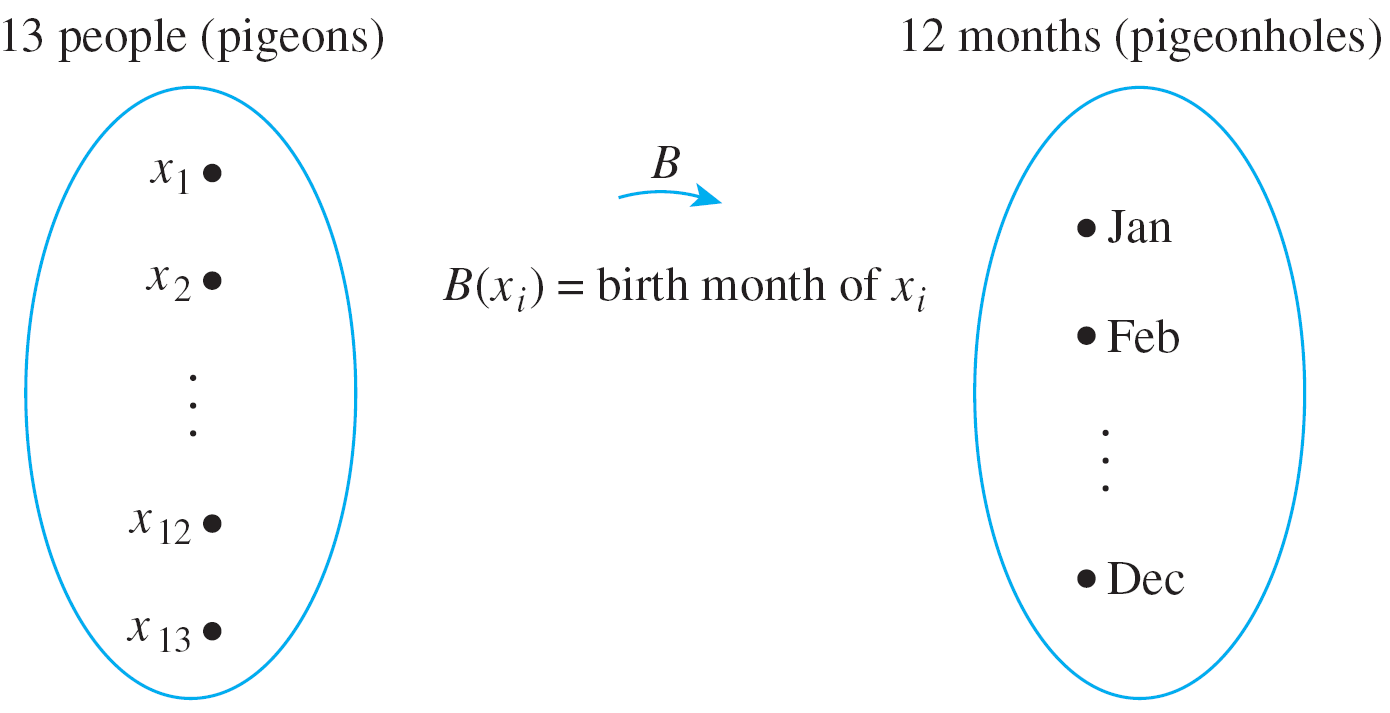 13 people (pigeons)
12 months (pigeonholes)
x₁
x₂
⋮
x₁₂
x₁₃
B
B(xᵢ) = birth month of xᵢ
Jan
Feb
⋮
Dec